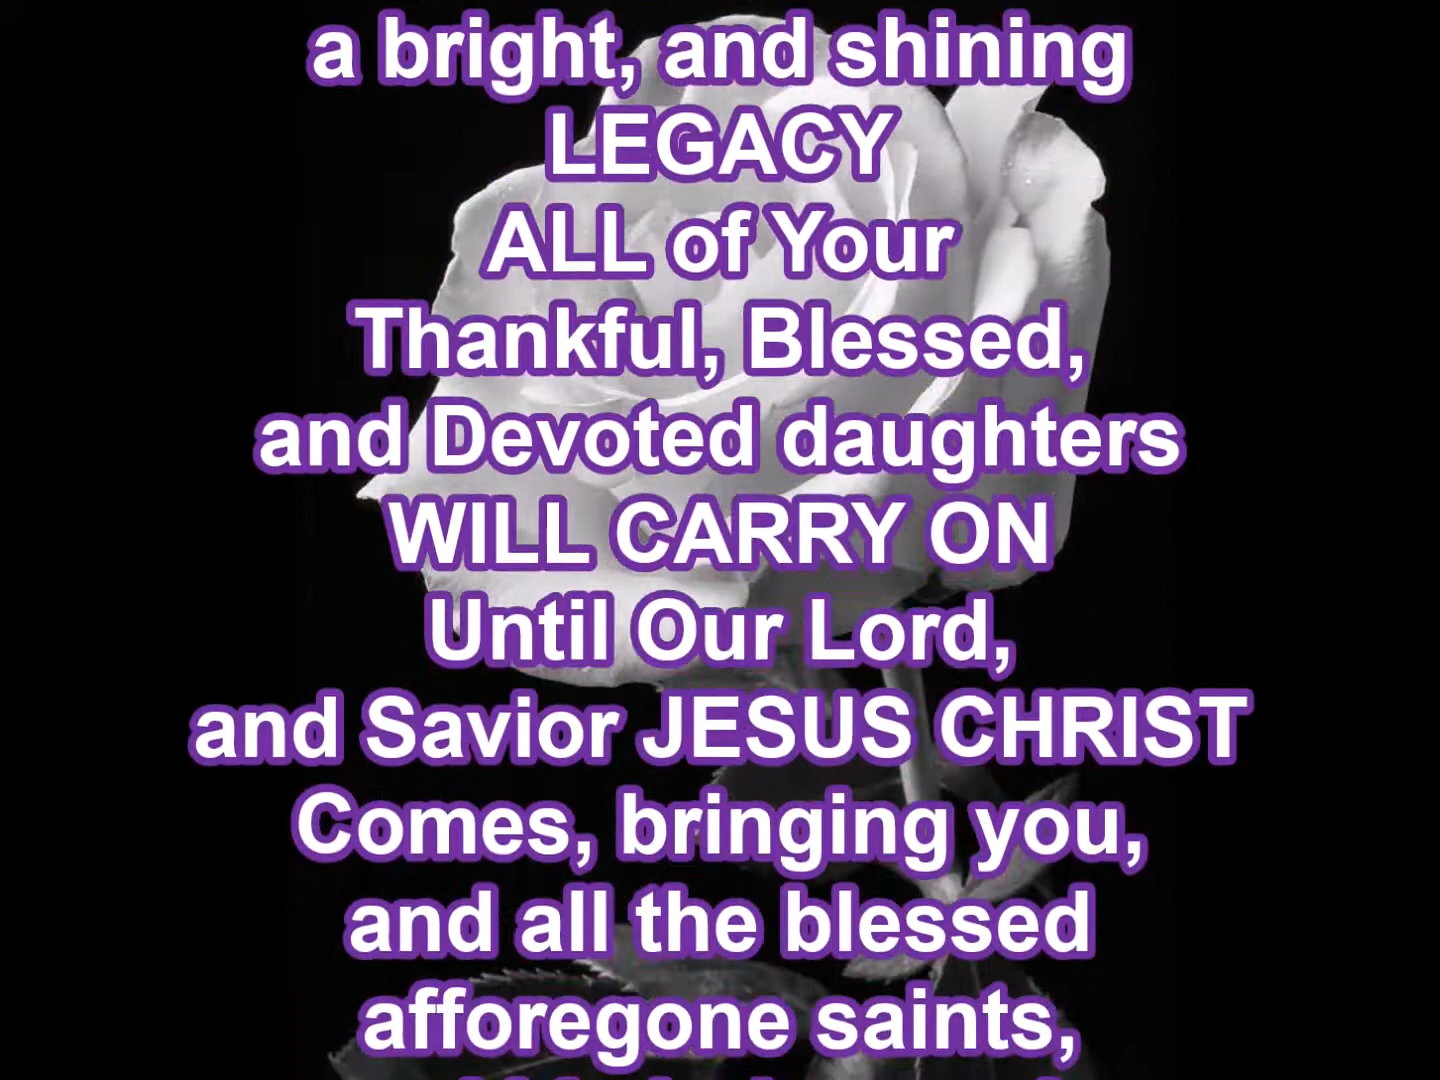 a bright, and shining
LEGACY
ALL of Your
Thankful, Blessed,
and Devoted daughters
WILL CARRY ON
Until Our Lord,
and Savior JESUS CHRIST
Comes, bringing you,
and all the blessed
afforegone saints,